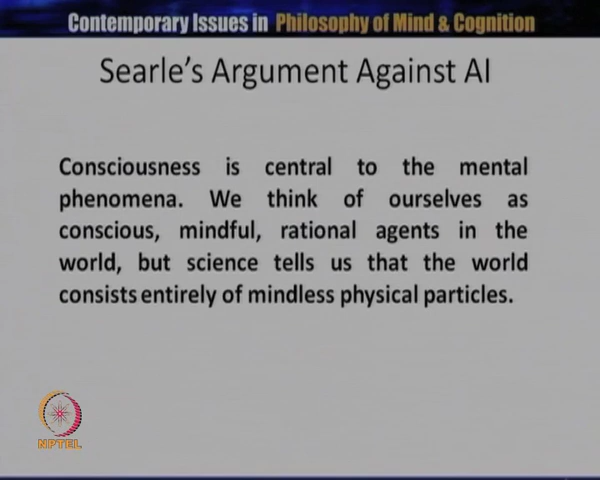 Contemporary Issues in Philosophy of Mind & Cognition
Searle's Argument Against AI
Consciousness is central to the mental
phenomena. We think of ourselves as
conscious, mindful, rational agents in the
world, but science tells us that the world
consists entirely of mindless physical particles.
NPTEL